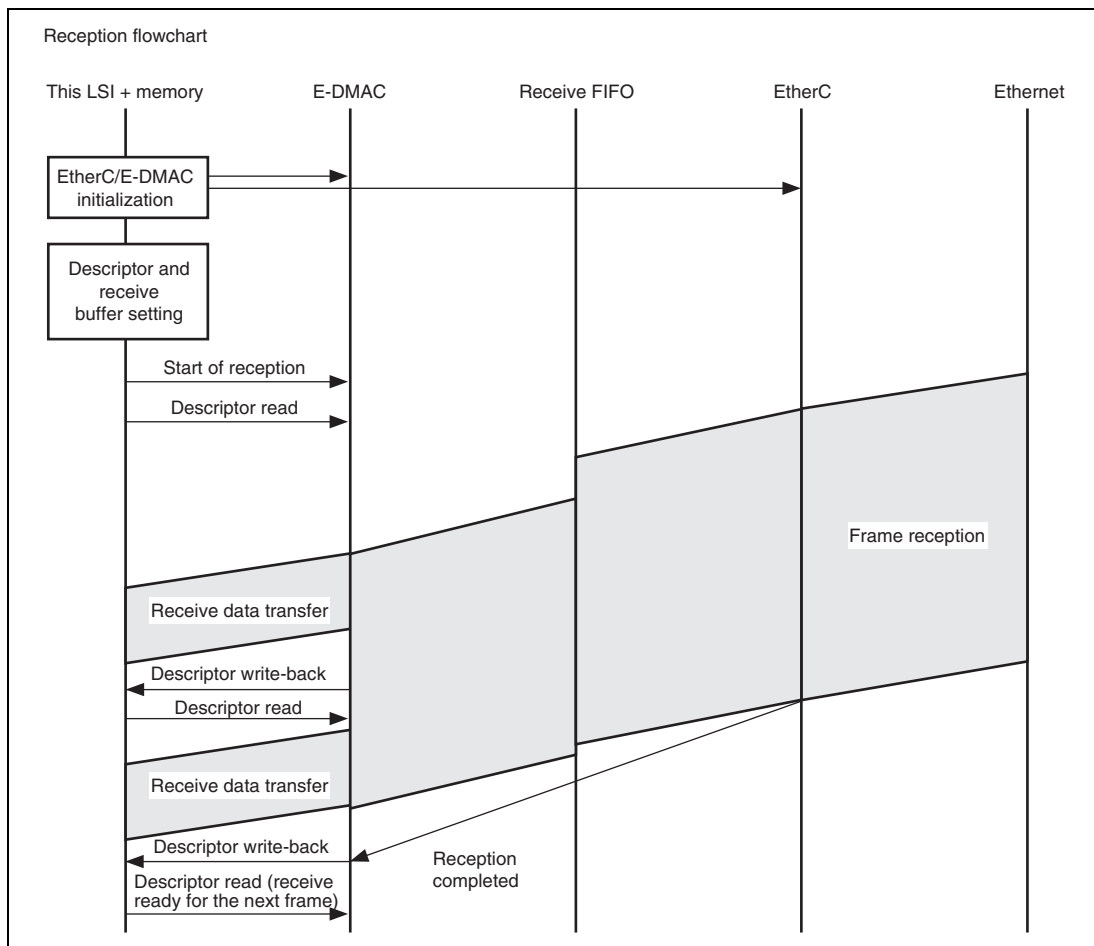 Reception flowchart
This LSI + memory
E-DMAC
Receive FIFO
EtherC
Ethernet
EtherC/E-DMAC
initialization
Descriptor and
receive
buffer setting
Start of reception
Descriptor read
Frame reception
Receive data transfer
Descriptor write-back
Descriptor read
Receive data transfer
Descriptor write-back
Reception
completed
Descriptor read (receive
ready for the next frame)